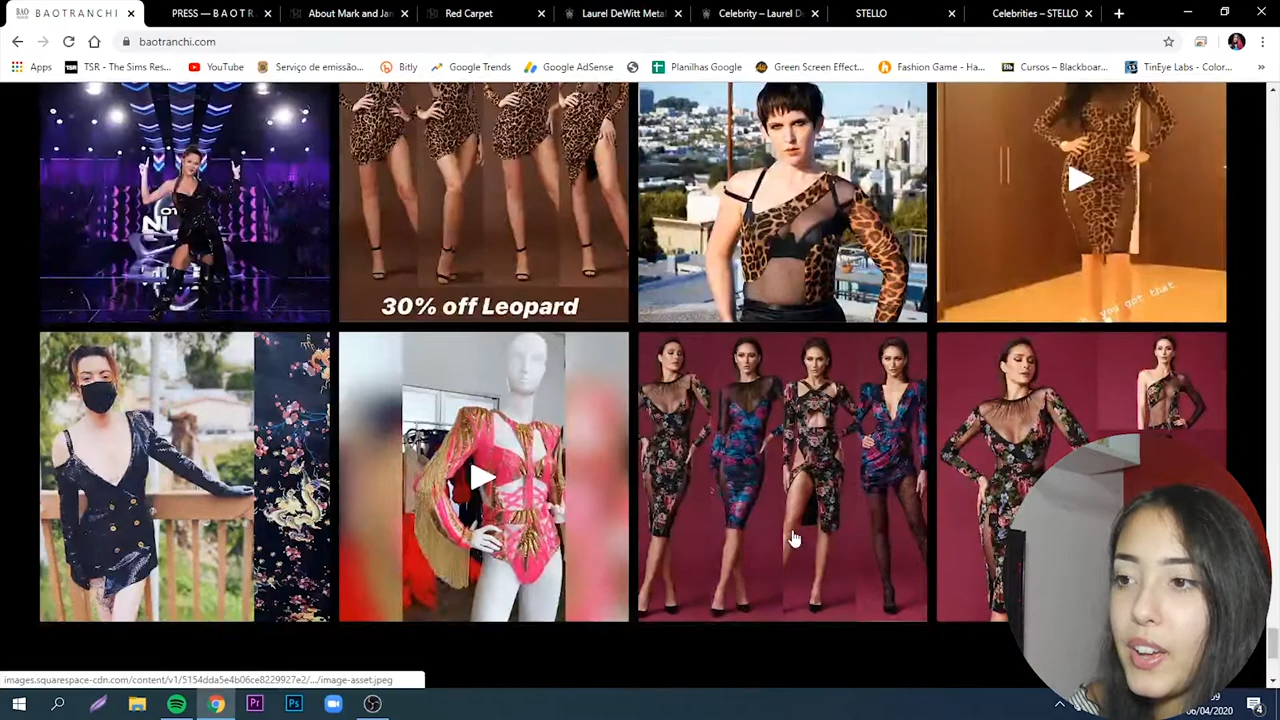 BAOTRANCHI
PRESS — B A O T R
About Mark and Jan
Red Carpet
Laurel DeWitt Meta
Celebrity – Laurel D
STELLO
Celebrities – STELLO
baotranchi.com
Apps
TSR - The Sims Res...
YouTube
Serviço de emissão...
Bitly
Google Trends
Google AdSense
Planilhas Google
Green Screen Effect...
Fashion Game - Ha...
Cursos – Blackboar...
TinEye Labs - Color...
30% off Leopard
you got that
images.squarespace-cdn.com/content/v1/5154dda5e4b06ce8229927e2/.../image-asset.jpeg
06/04/2020